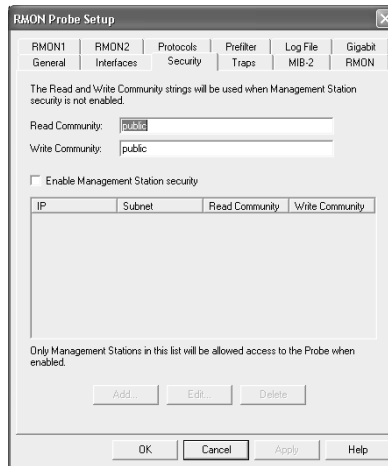 RMON Probe Setup
RMON1 RMON2 Protocols Prefilter Log File Gigabit
General Interfaces Security Traps MIB-2 RMON
The Read and Write Community strings will be used when Management Station
security is not enabled.
Read Community: public
Write Community: public
Enable Management Station security
IP Subnet Read Community Write Community
Only Management Stations in this list will be allowed access to the Probe when
enabled.
Add... Edit... Delete
OK Cancel Apply Help